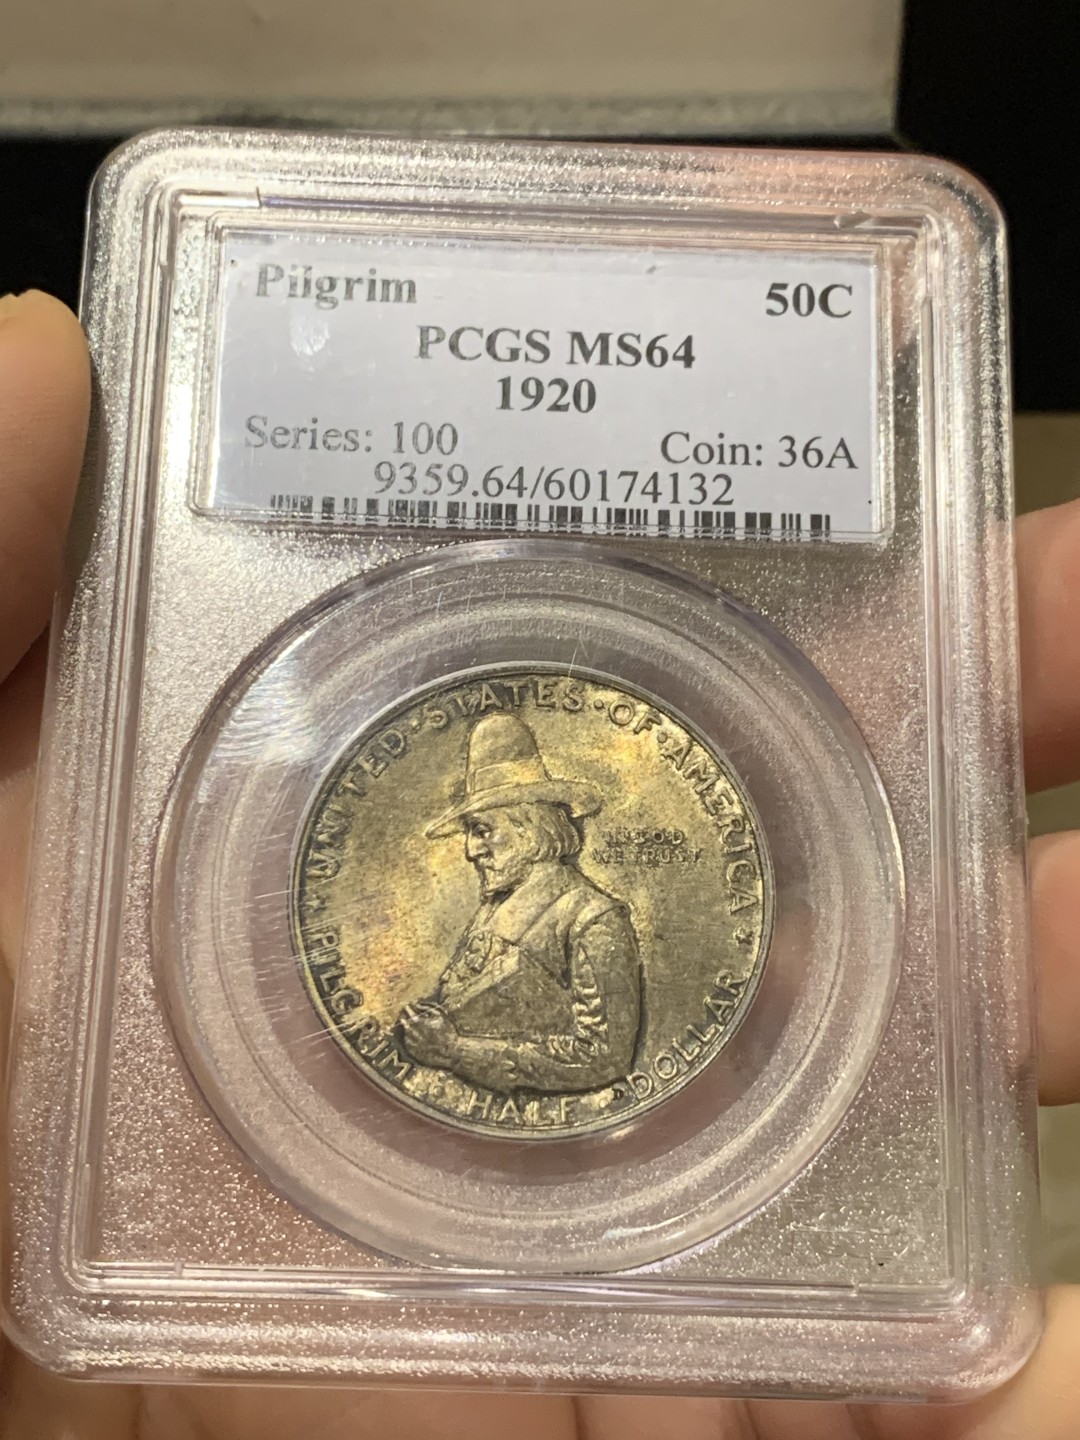 Pilgrim 50C
PCGS MS64
1920
Series: 100 Coin: 36A
9359.64/60174132
UNITED·STATES·OF·AMERICA
IN GOD
WE TRUST
PILGRIM HALF DOLLAR